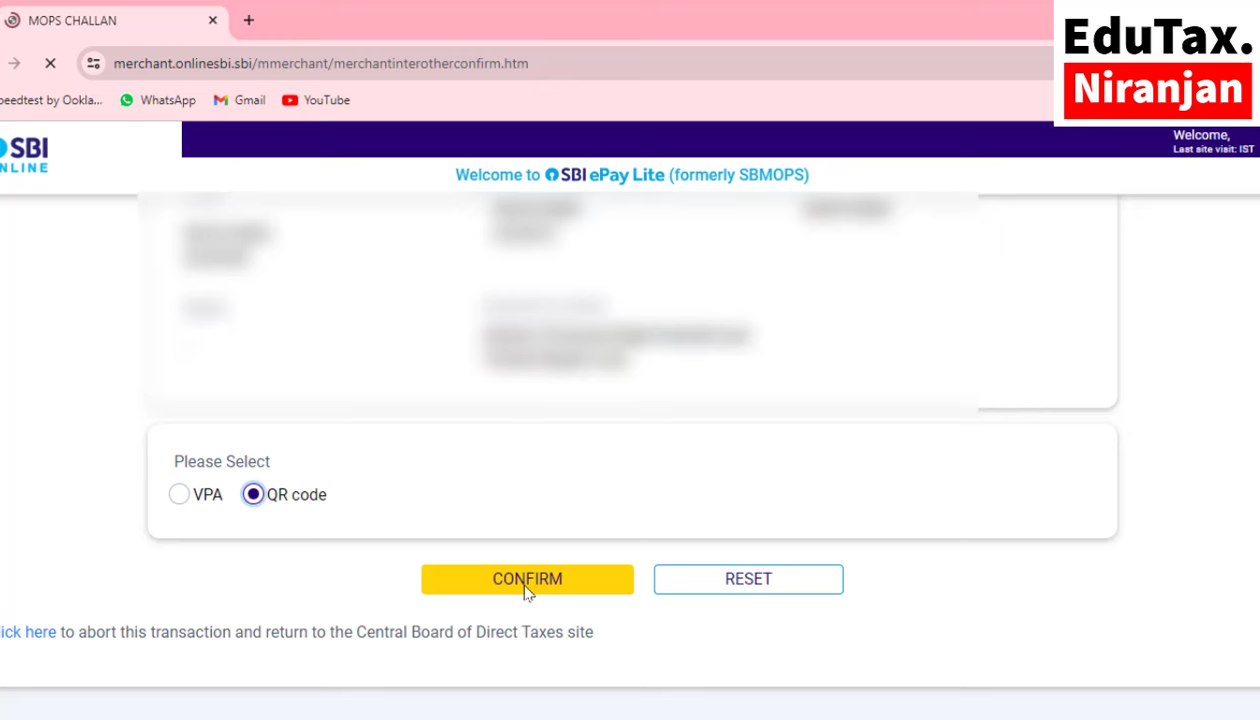 MOPS CHALLAN
merchant.onlinesbi.sbi/mmerchant/merchantinterotherconfirm.htm
EduTax.
Niranjan
peedtest by Ookla...
WhatsApp
Gmail
YouTube
SBI
NLINE
Welcome,
Last site visit: IST
Welcome to SBI ePay Lite (formerly SBMOPS)
Please Select
VPA
QR code
CONFIRM
RESET
lick here to abort this transaction and return to the Central Board of Direct Taxes site